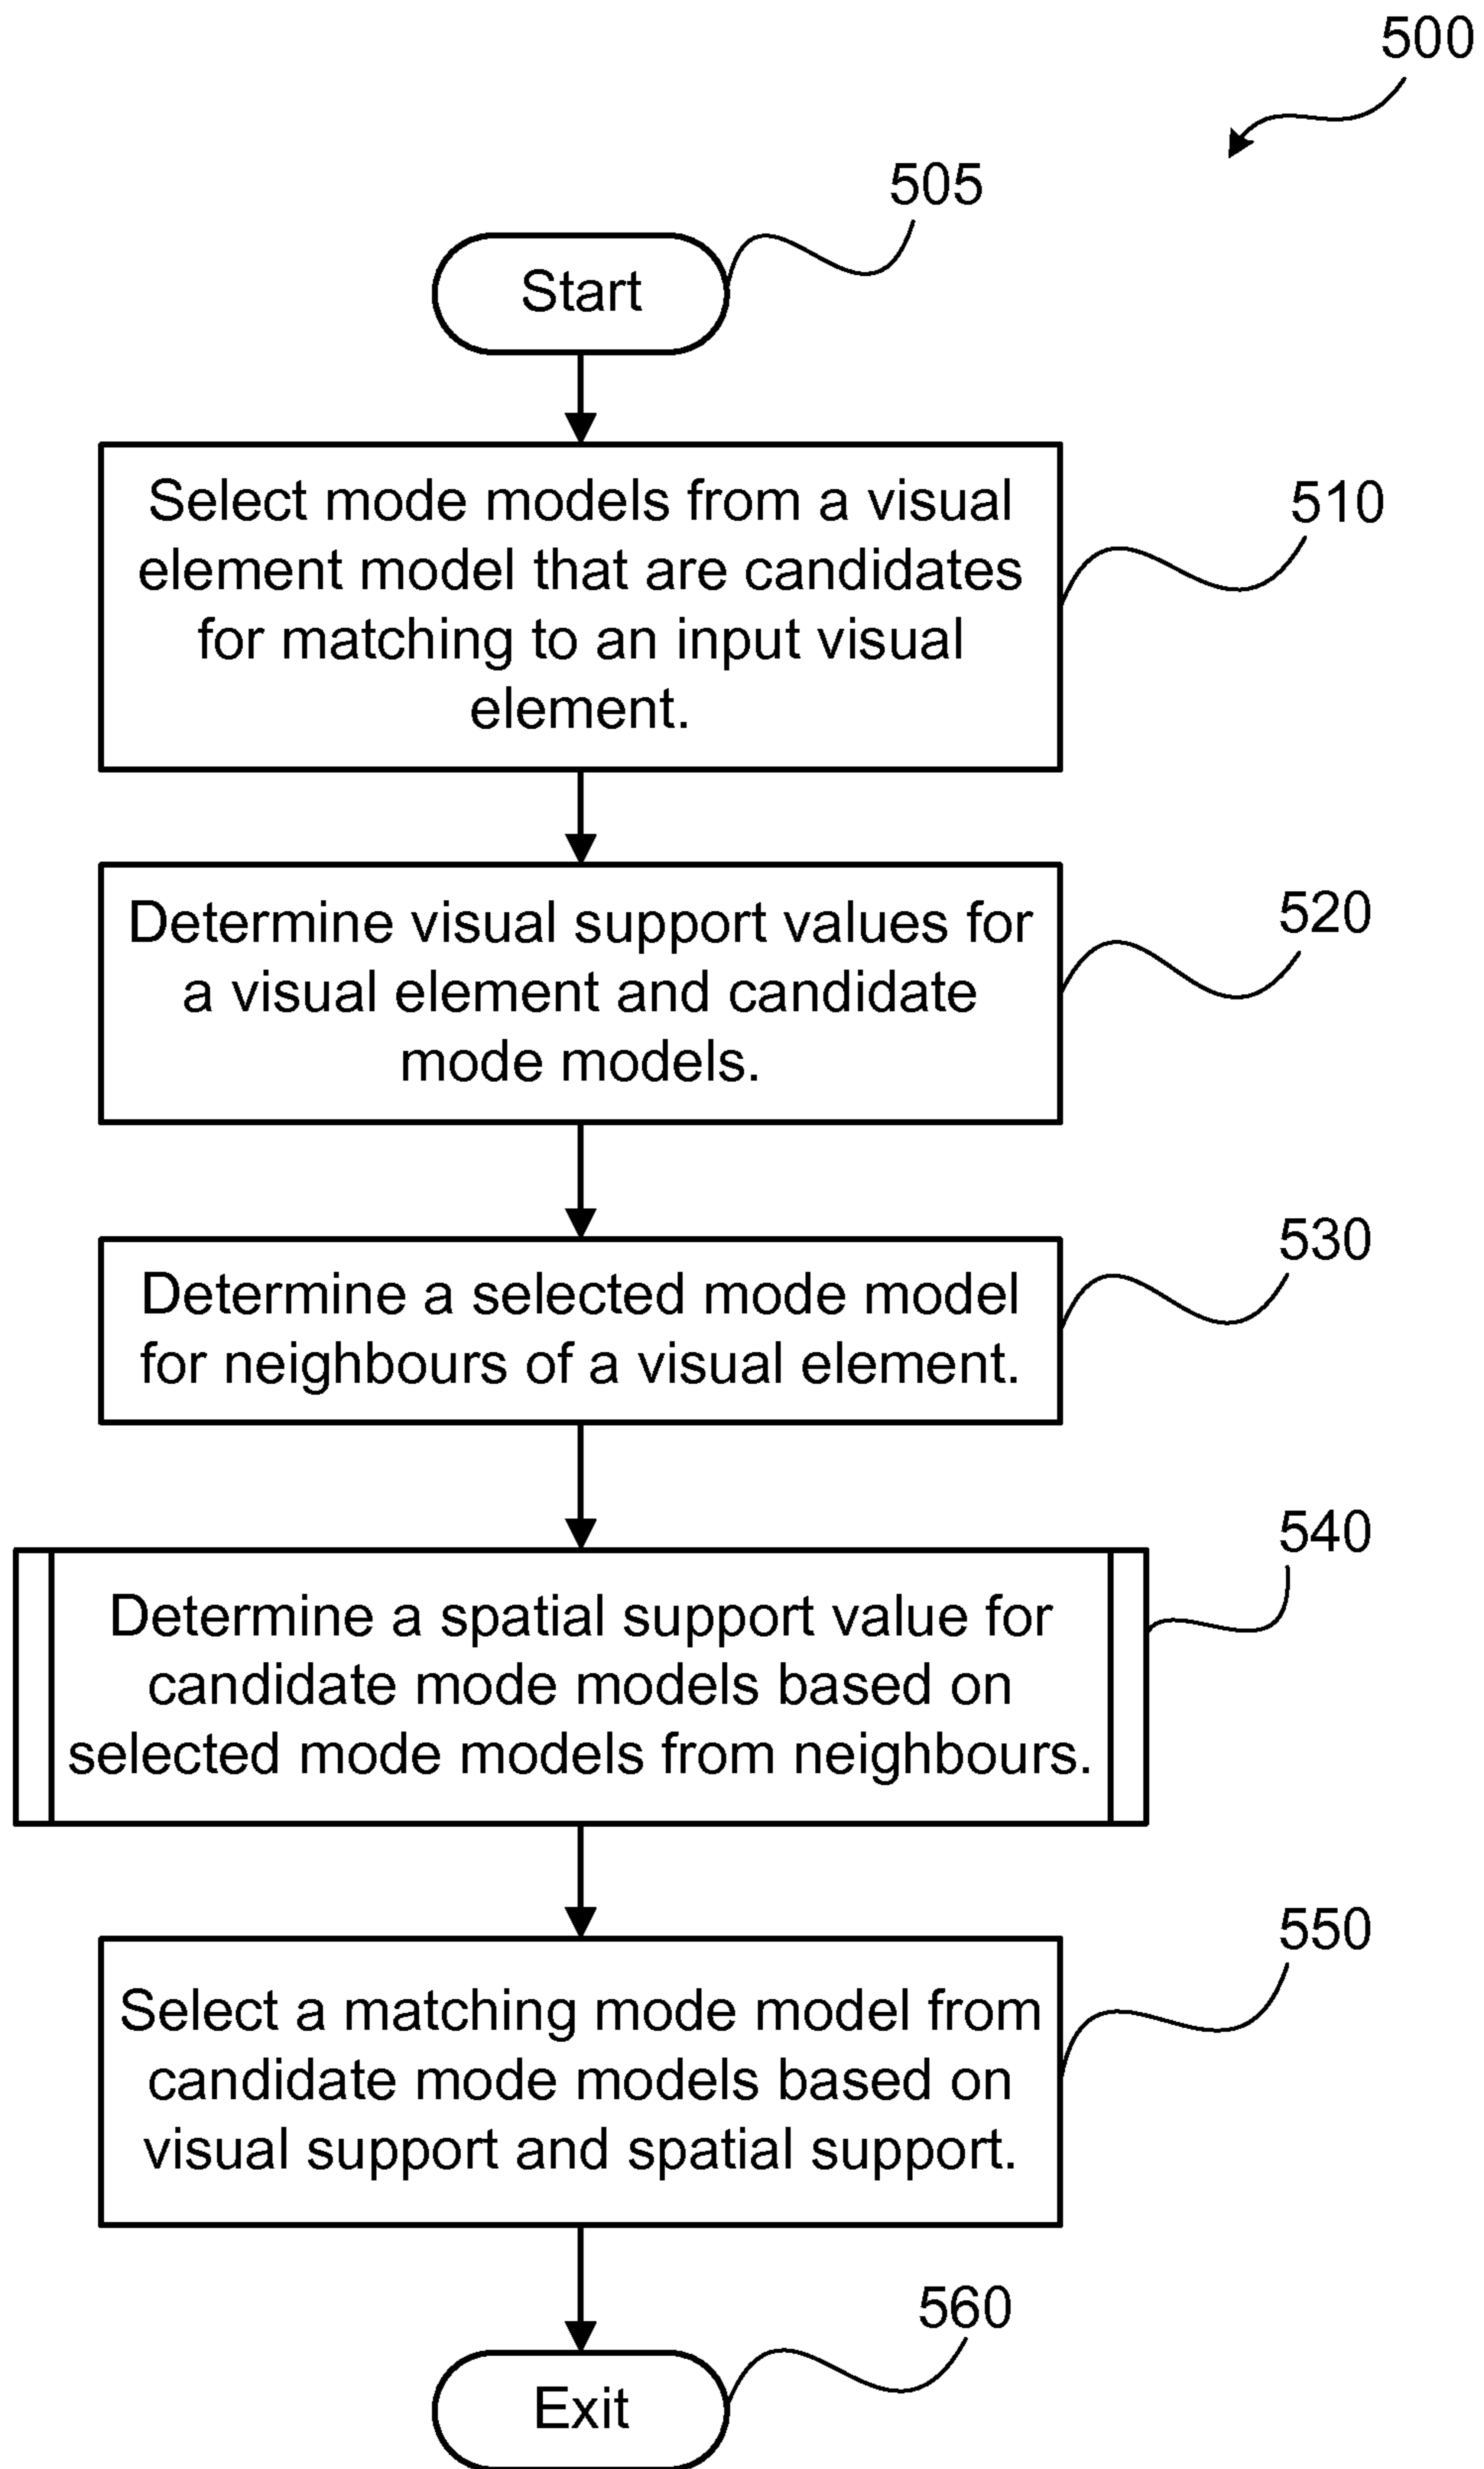 500
505
Start
Select mode models from a visual
element model that are candidates
for matching to an input visual
element.
510
Determine visual support values for
a visual element and candidate
mode models.
520
Determine a selected mode model
for neighbours of a visual element.
530
Determine a spatial support value for
candidate mode models based on
selected mode models from neighbours.
540
Select a matching mode model from
candidate mode models based on
visual support and spatial support.
550
560
Exit